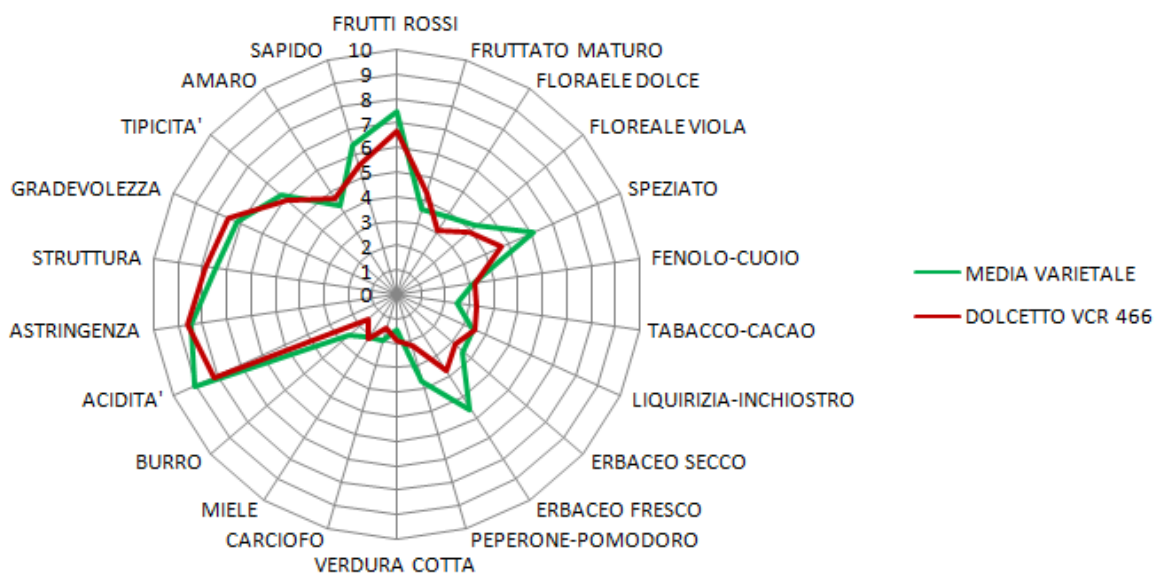 FRUTTI ROSSI
FRUTTATO MATURO
FLORAELE DOLCE
FLOREALE VIOLA
SPEZIATO
FENOLO-CUOIO
TABACCO-CACAO
LIQUIRIZIA-INCHIOSTRO
ERBACEO SECCO
ERBACEO FRESCO
PEPERONE-POMODORO
VERDURA COTTA
CARCIOFO
MIELE
BURRO
ACIDITA'
ASTRINGENZA
STRUTTURA
GRADEVOLEZZA
TIPICITA'
AMARO
SAPIDO
10
9
8
7
6
5
4
3
2
1
0
MEDIA VARIETALE
DOLCETTO VCR 466